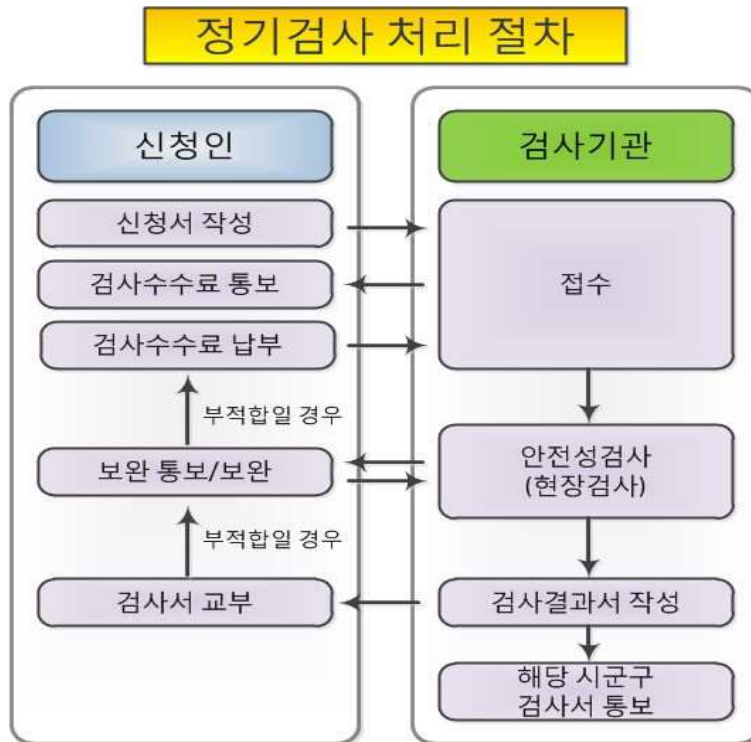 정기검사 처리 절차
신청인
검사기관
신청서 작성
검사수수료 통보
접수
검사수수료 납부
부적합일 경우
보완 통보/보완
안전성검사
(현장검사)
부적합일 경우
검사서 교부
검사결과서 작성
해당 시군구
검사서 통보